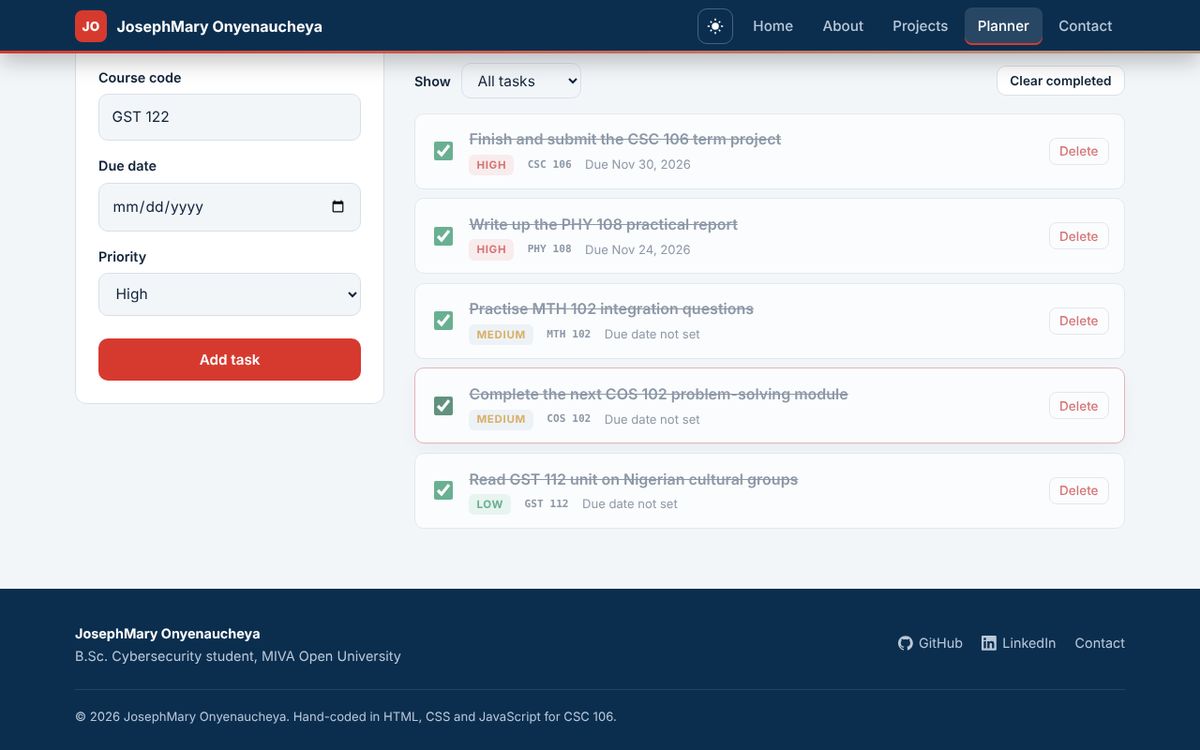 JO JosephMary Onyenaucheya Home About Projects Planner Contact
Course code
GST 122
Due date
mm/dd/yyyy
Priority
High
Add task
Show All tasks Clear completed
Finish and submit the CSC 106 term project
HIGH CSC 106 Due Nov 30, 2026 Delete
Write up the PHY 108 practical report
HIGH PHY 108 Due Nov 24, 2026 Delete
Practise MTH 102 integration questions
MEDIUM MTH 102 Due date not set Delete
Complete the next COS 102 problem-solving module
MEDIUM COS 102 Due date not set Delete
Read GST 112 unit on Nigerian cultural groups
LOW GST 112 Due date not set Delete
JosephMary Onyenaucheya
B.Sc. Cybersecurity student, MIVA Open University
GitHub LinkedIn Contact
© 2026 JosephMary Onyenaucheya. Hand-coded in HTML, CSS and JavaScript for CSC 106.